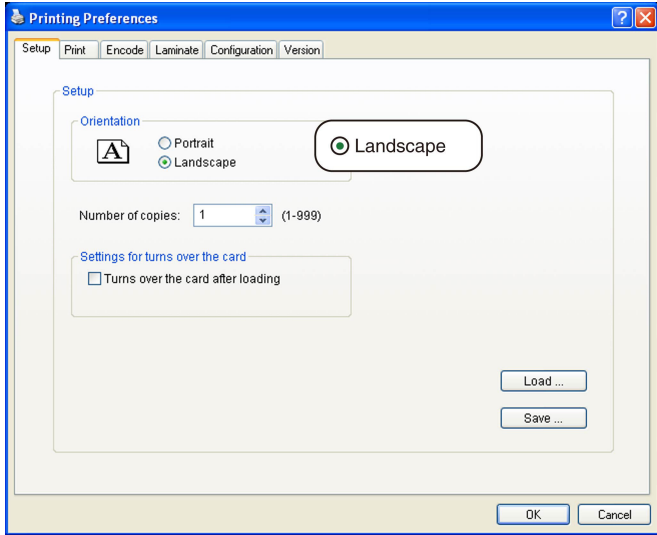 Printing Preferences
Setup Print Encode Laminate Configuration Version
Setup
Orientation
A
Portrait
Landscape
Landscape
Number of copies: 1 (1-999)
Settings for turns over the card
Turns over the card after loading
Load ...
Save ...
OK Cancel